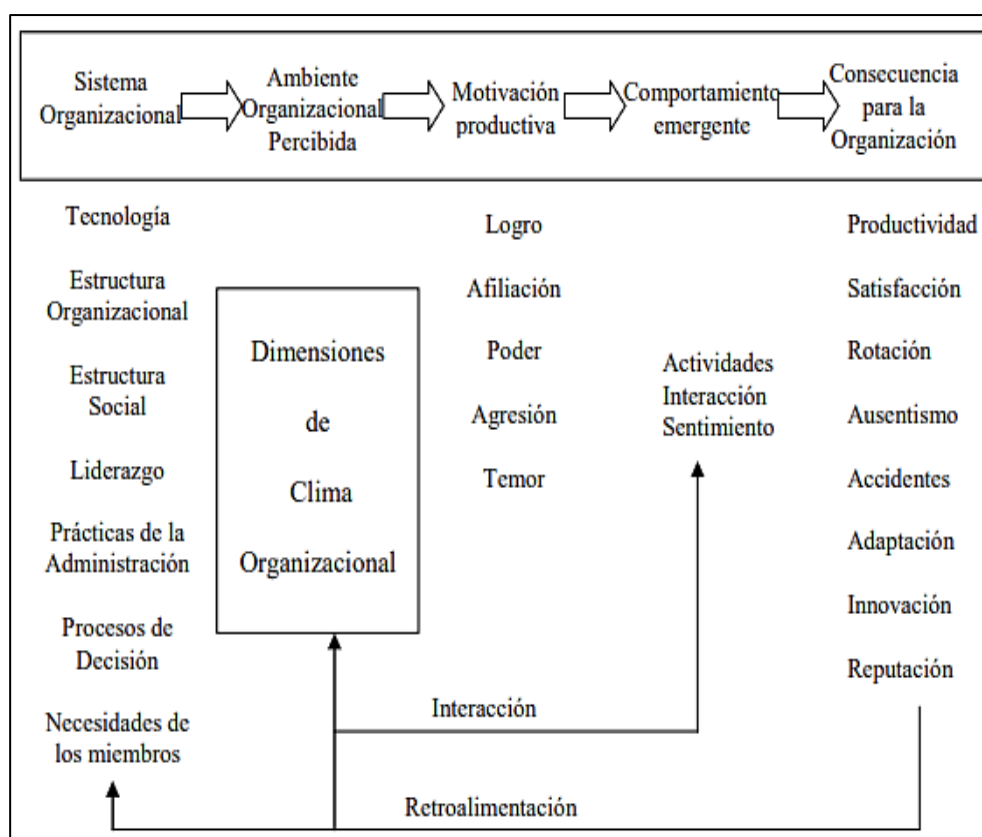 Sistema
Organizacional
Ambiente
Organizacional
Percibida
Motivación
productiva
Comportamiento
emergente
Consecuencia
para la
Organización
Tecnología
Estructura
Organizacional
Estructura
Social
Liderazgo
Prácticas de la
Administración
Procesos de
Decisión
Necesidades de
los miembros
Dimensiones
de
Clima
Organizacional
Logro
Afiliación
Poder
Agresión
Temor
Actividades
Interacción
Sentimiento
Productividad
Satisfacción
Rotación
Ausentismo
Accidentes
Adaptación
Innovación
Reputación
Interacción
Retroalimentación